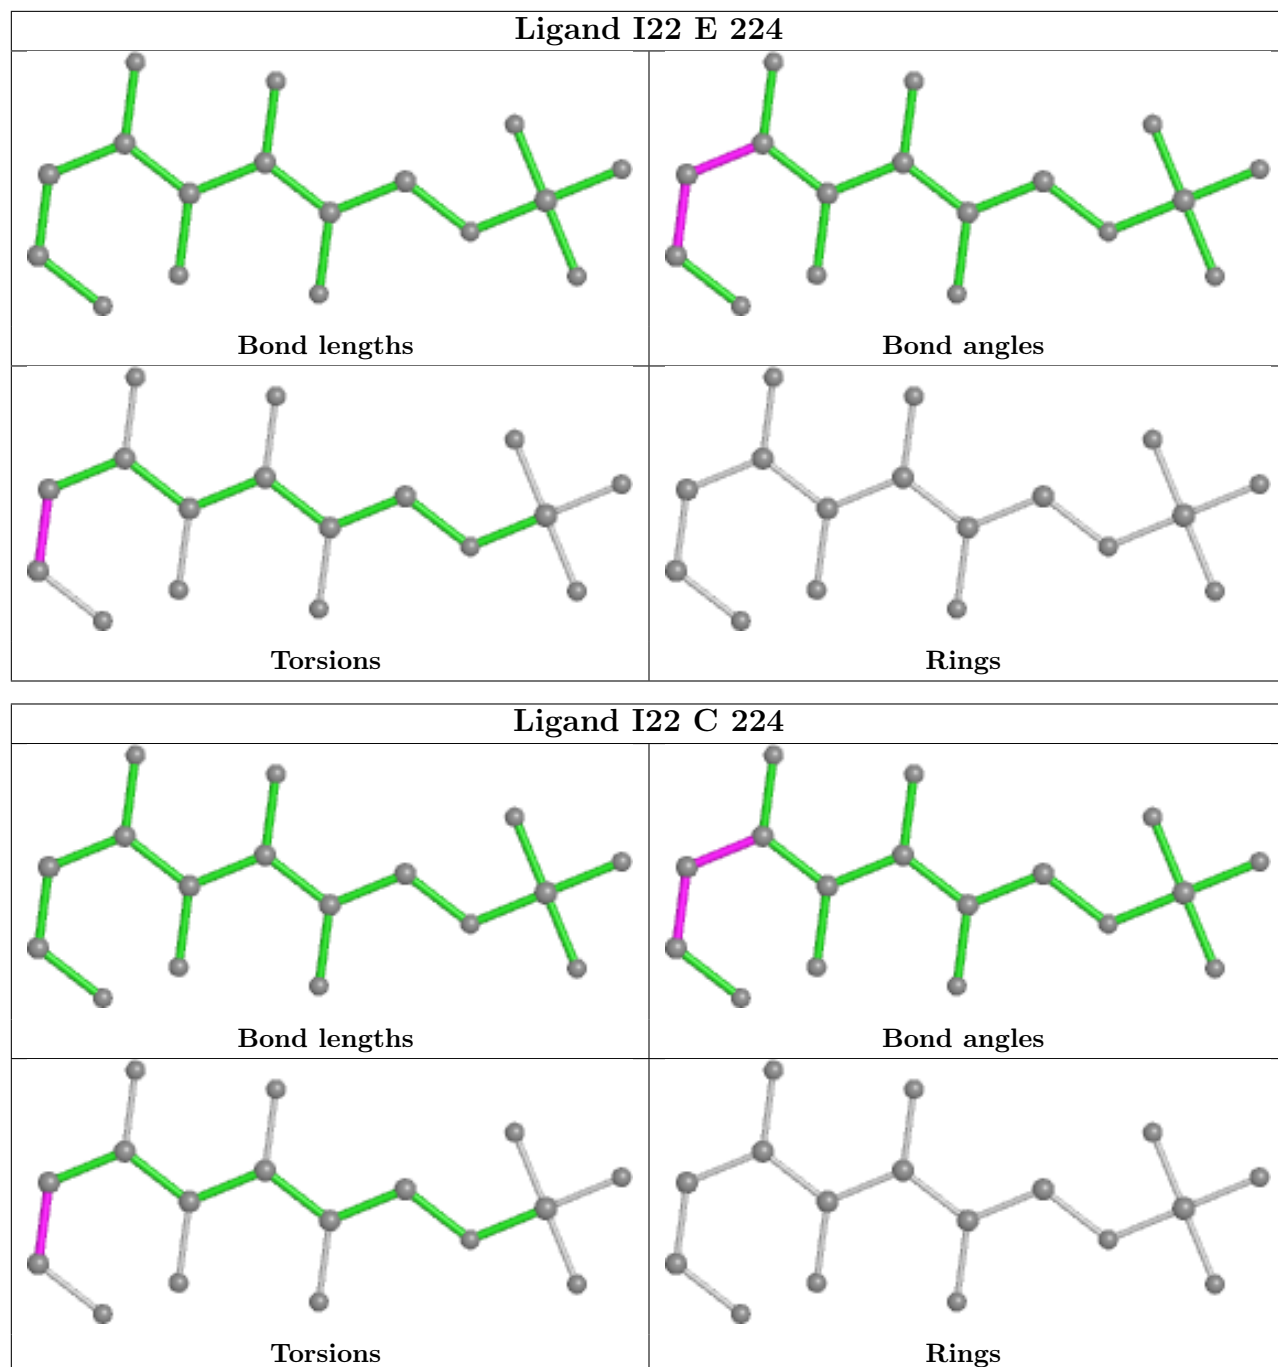 Ligand I22 E 224
Bond lengths
Bond angles
Torsions
Rings
Ligand I22 C 224
Bond lengths
Bond angles
Torsions
Rings